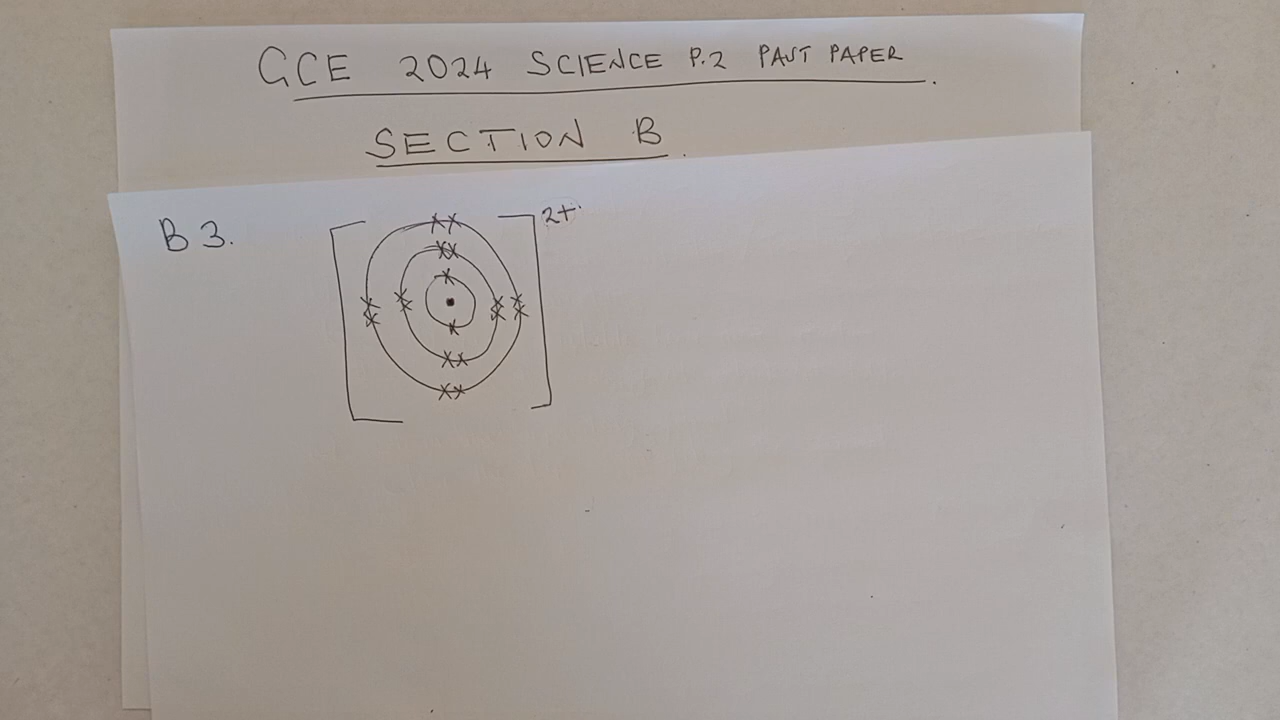 GCE 2024 SCIENCE P.2 PAST PAPER.
SECTION B.
B3.
2+